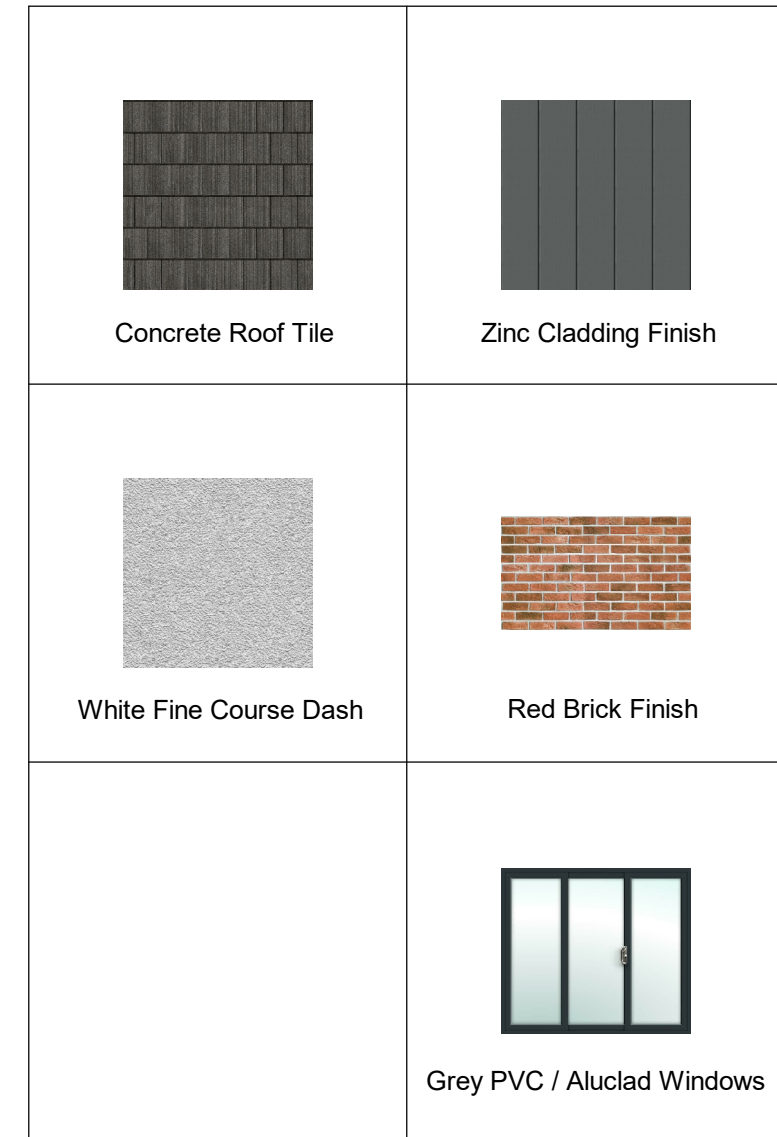 Concrete Roof Tile
Zinc Cladding Finish
White Fine Course Dash
Red Brick Finish
Grey PVC / Aluclad Windows